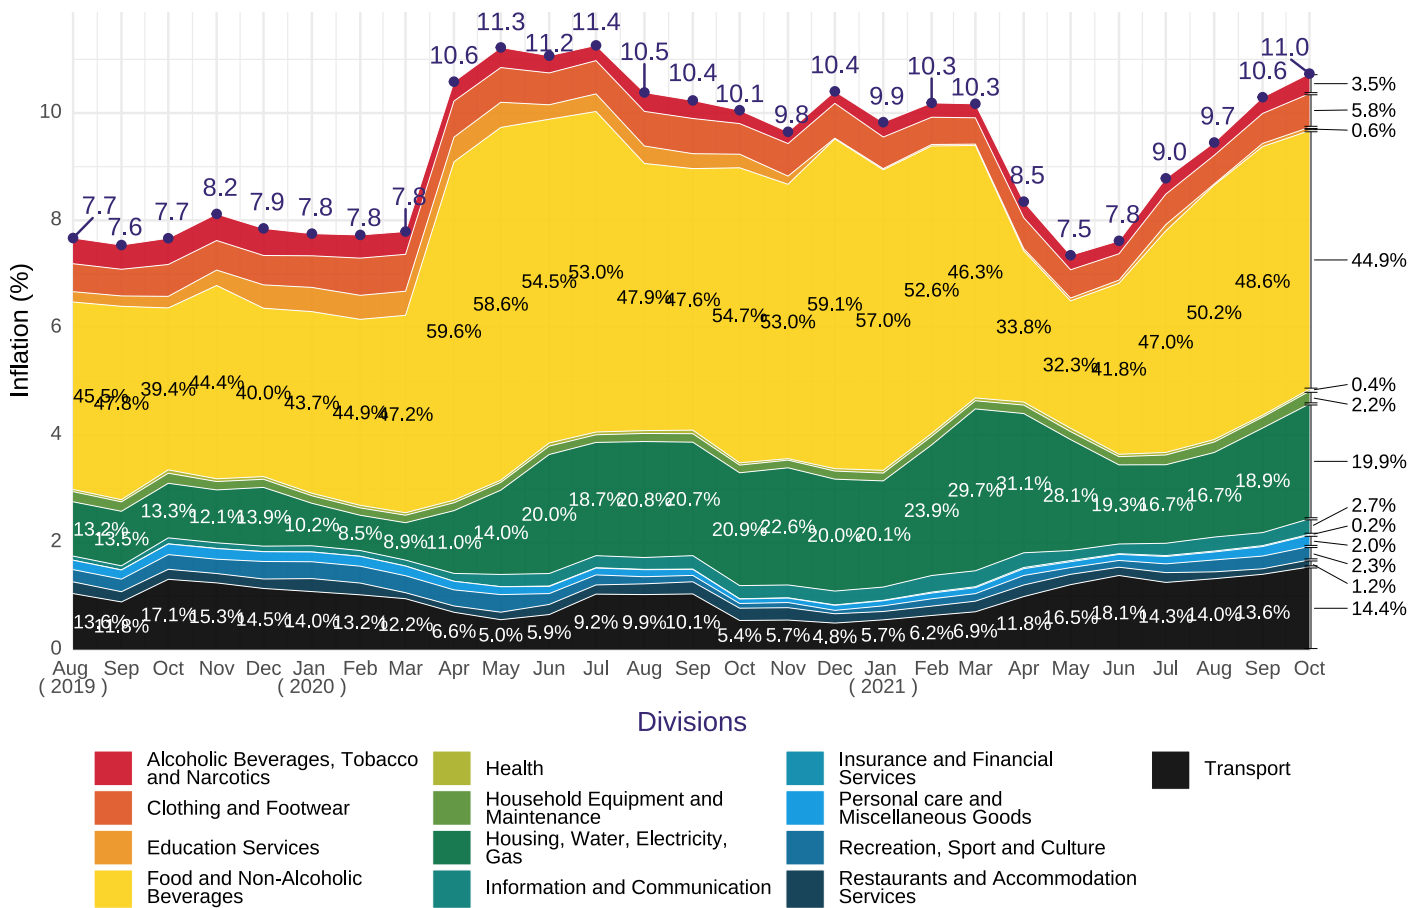 11.3
11.4
11.2
10.6
10.5
10.4
10.1
9.8
10.4
9.9
10.3
10.3
10.6
11.0
8.2
7.7
7.6
7.7
7.9
7.8
7.8
7.8
8.5
7.5
7.8
9.0
9.7
Inflation (%)
10
8
6
4
2
0
3.5%
5.8%
0.6%
44.9%
0.4%
2.2%
19.9%
2.7%
0.2%
2.0%
2.3%
1.2%
14.4%
45.5% 47.8% 39.4% 44.4% 40.0% 43.7% 44.9% 47.2% 59.6% 58.6% 54.5% 53.0% 47.9% 47.6% 54.7% 53.0% 59.1% 57.0% 52.6% 46.3% 33.8% 32.3% 41.8% 47.0% 50.2% 48.6%
13.2% 13.5% 13.3% 12.1% 13.9% 10.2% 8.5% 8.9% 11.0% 14.0% 20.0% 18.7% 20.8% 20.7% 20.9% 22.6% 20.0% 20.1% 23.9% 29.7% 31.1% 28.1% 19.3% 16.7% 16.7% 18.9%
13.6% 11.8% 17.1% 15.3% 14.5% 14.0% 13.2% 12.2% 6.6% 5.0% 5.9% 9.2% 9.9% 10.1% 5.4% 5.7% 4.8% 5.7% 6.2% 6.9% 11.8% 16.5% 18.1% 14.3% 14.0% 13.6%
Aug Sep Oct Nov Dec Jan Feb Mar Apr May Jun Jul Aug Sep Oct Nov Dec Jan Feb Mar Apr May Jun Jul Aug Sep Oct
( 2019 ) ( 2020 ) ( 2021 )
Divisions
Alcoholic Beverages, Tobacco
and Narcotics
Clothing and Footwear
Education Services
Food and Non-Alcoholic
Beverages
Health
Household Equipment and
Maintenance
Housing, Water, Electricity,
Gas
Information and Communication
Insurance and Financial
Services
Personal care and
Miscellaneous Goods
Recreation, Sport and Culture
Restaurants and Accommodation
Services
Transport